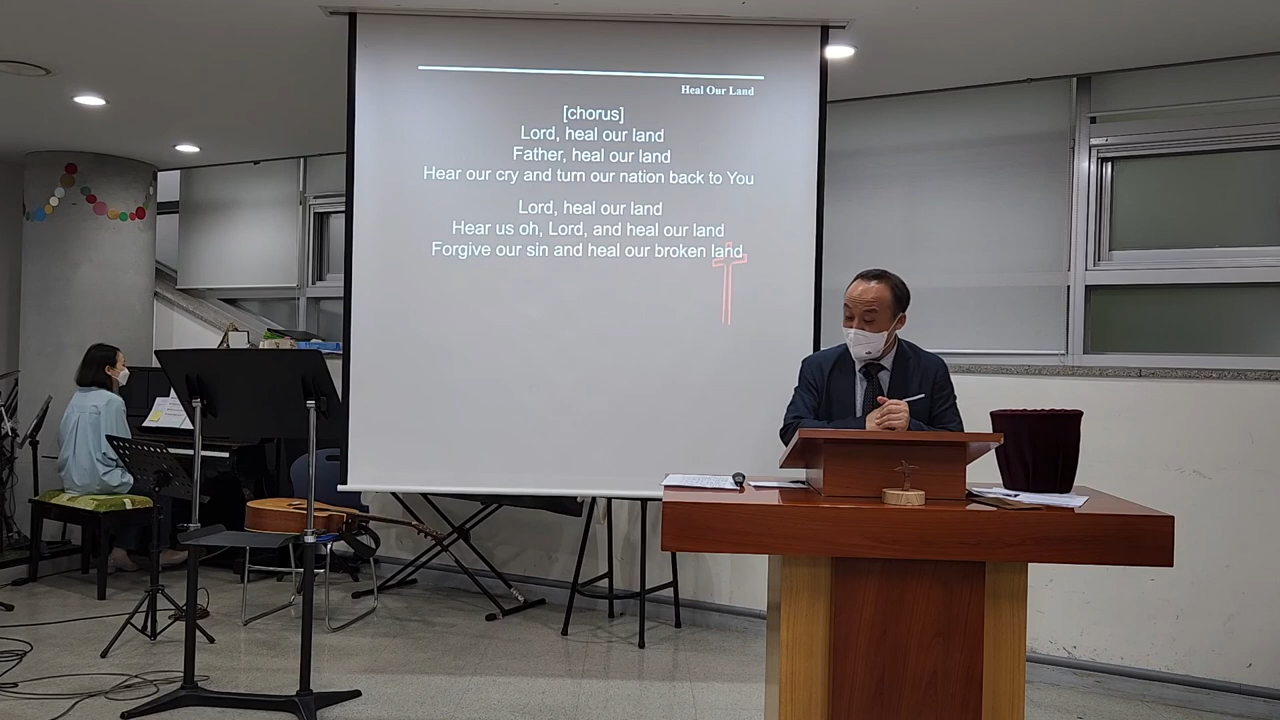 Heal Our Land
[chorus]
Lord, heal our land
Father, heal our land
Hear our cry and turn our nation back to You
Lord, heal our land
Hear us oh, Lord, and heal our land
Forgive our sin and heal our broken land